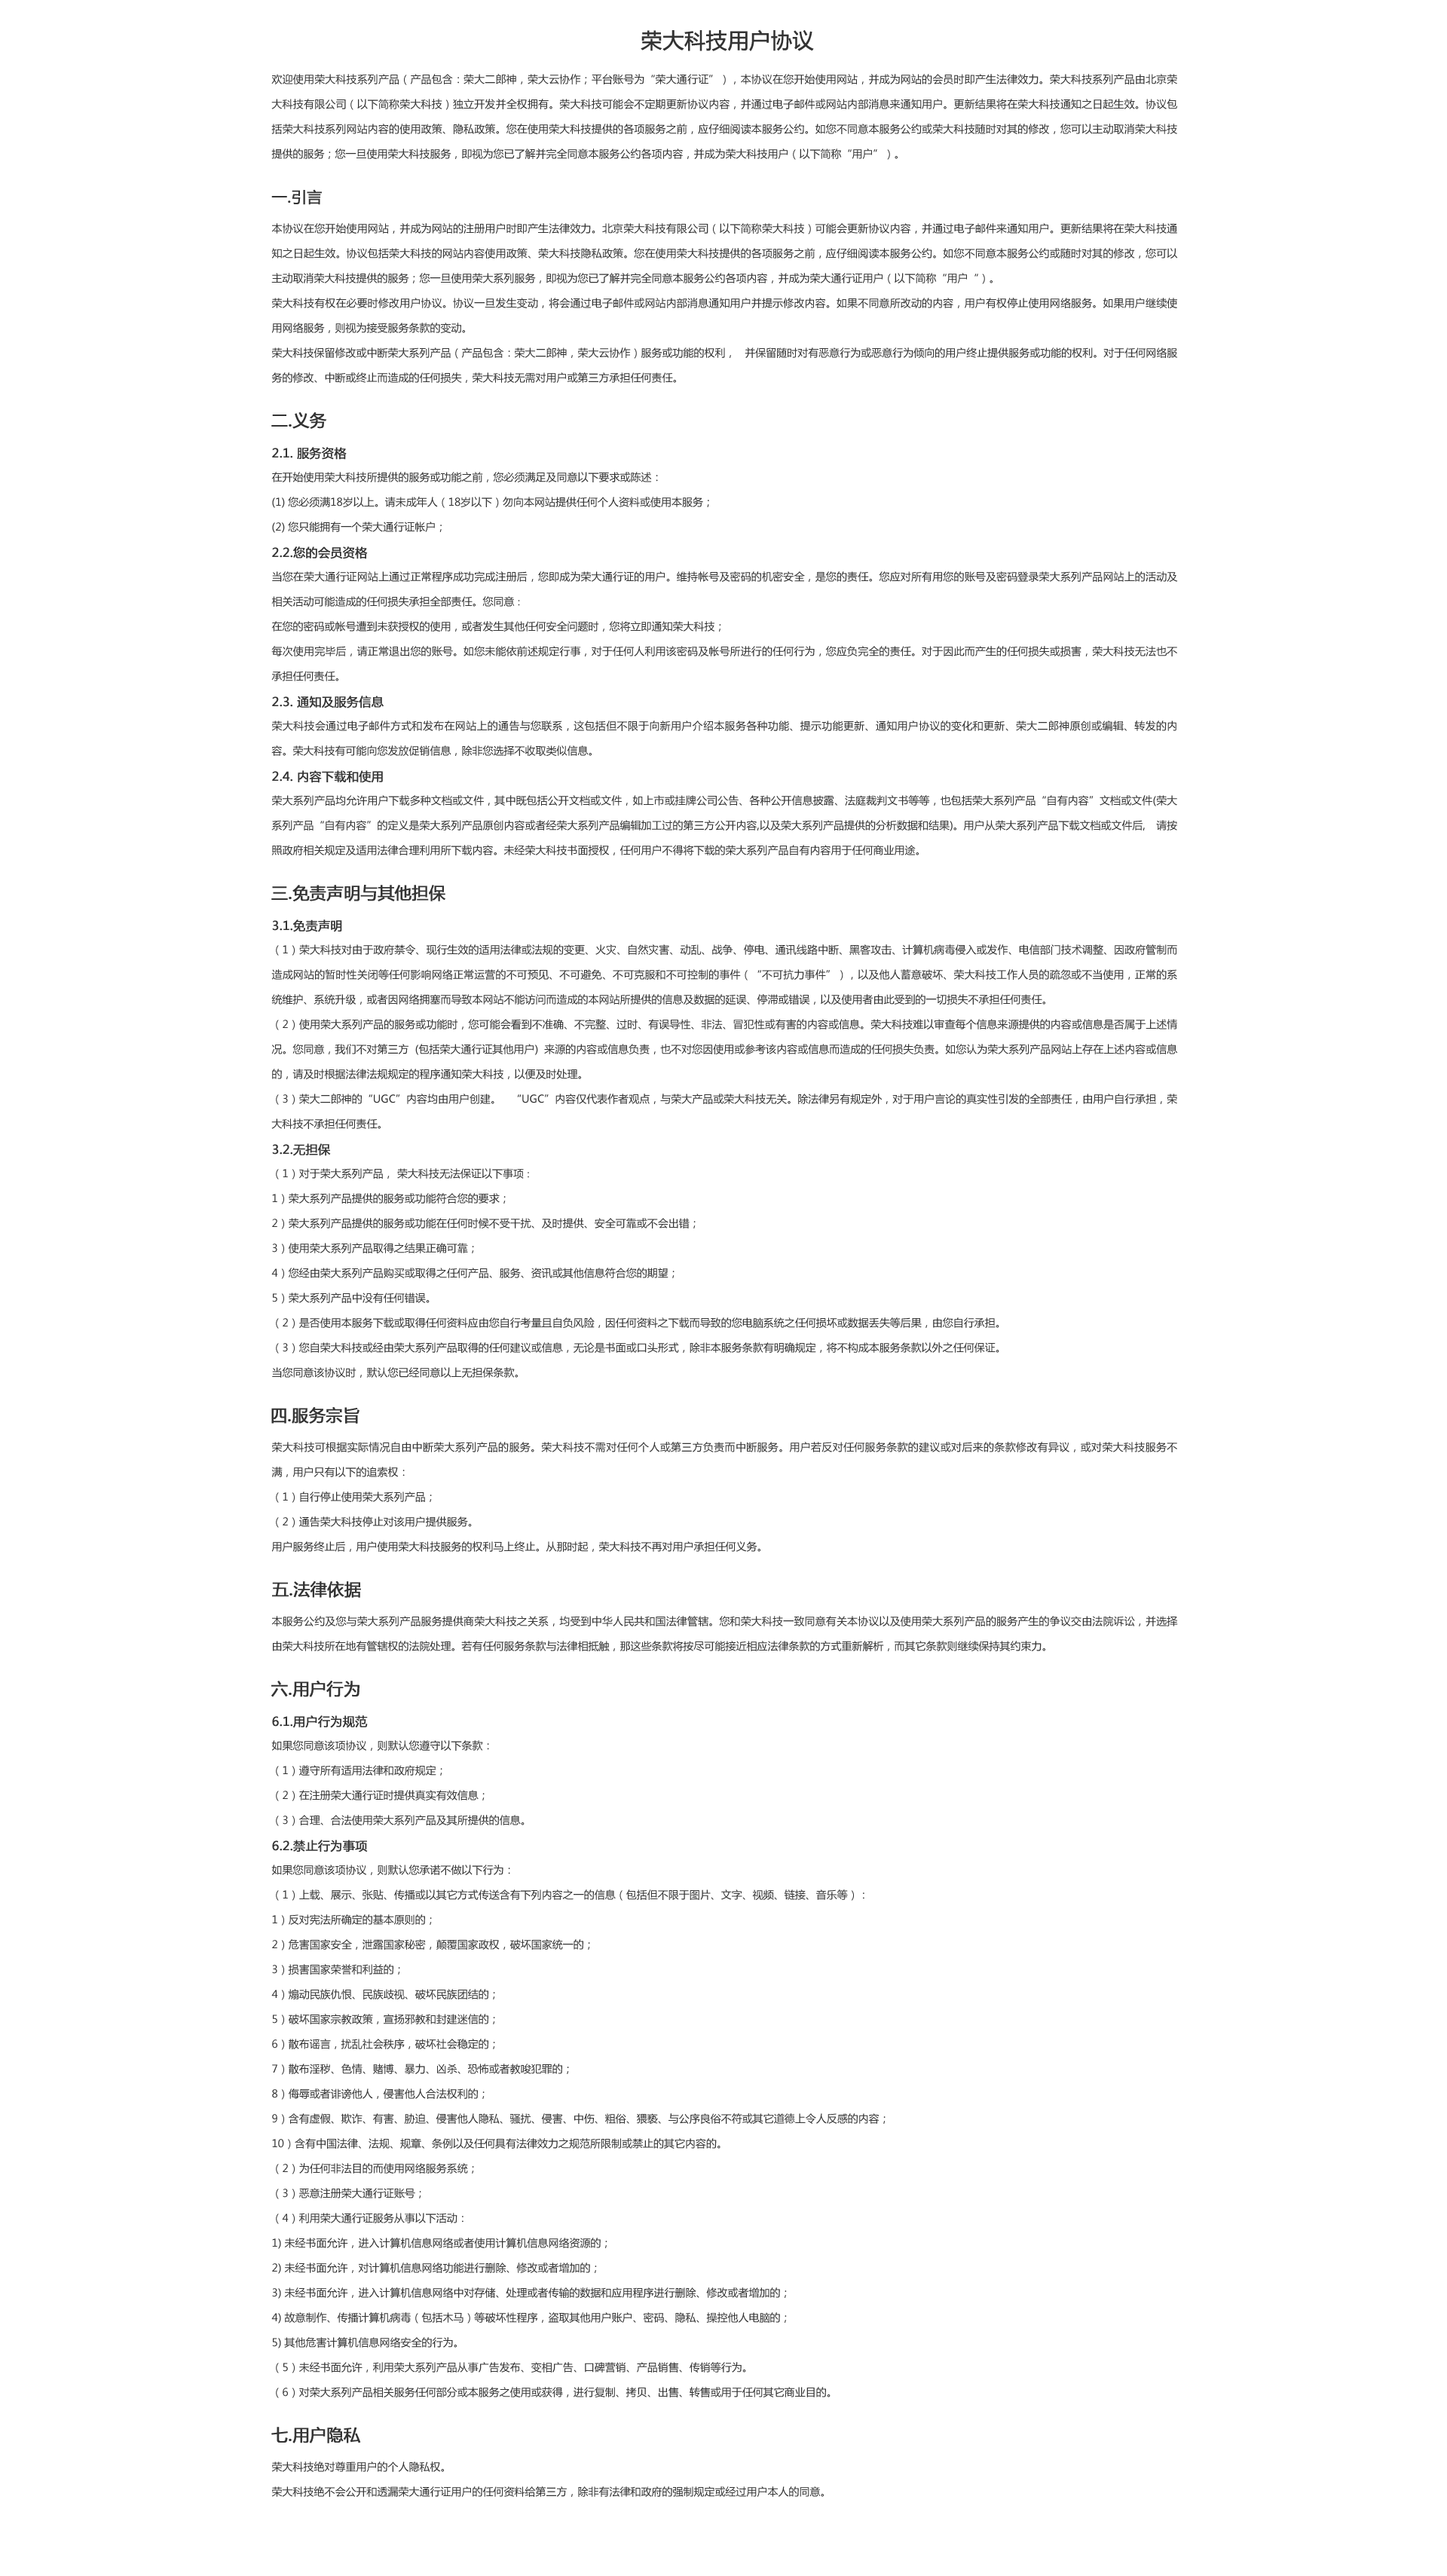 荣大科技用户协议
欢迎使用荣大科技系列产品（产品包含：荣大二郎神，荣大云协作；平台账号为“荣大通行证”），本协议在您开始使用网站，并成为网站的会员时即产生法律效力。荣大科技系列产品由北京荣
大科技有限公司（以下简称荣大科技）独立开发并全权拥有。荣大科技可能会不定期更新协议内容，并通过电子邮件或网站内部消息来通知用户。更新结果将在荣大科技通知之日起生效。协议包
括荣大科技系列网站内容的使用政策、隐私政策。您在使用荣大科技提供的各项服务之前，应仔细阅读本服务公约。如您不同意本服务公约或荣大科技随时对其的修改，您可以主动取消荣大科技
提供的服务；您一旦使用荣大科技服务，即视为您已了解并完全同意本服务公约各项内容，并成为荣大科技用户（以下简称“用户”）。
一.引言
本协议在您开始使用网站，并成为网站的注册用户时即产生法律效力。北京荣大科技有限公司（以下简称荣大科技）可能会更新协议内容，并通过电子邮件来通知用户。更新结果将在荣大科技通
知之日起生效。协议包括荣大科技的网站内容使用政策、荣大科技隐私政策。您在使用荣大科技提供的各项服务之前，应仔细阅读本服务公约。如您不同意本服务公约或随时对其的修改，您可以
主动取消荣大科技提供的服务；您一旦使用荣大系列服务，即视为您已了解并完全同意本服务公约各项内容，并成为荣大通行证用户（以下简称“用户“）。
荣大科技有权在必要时修改用户协议。协议一旦发生变动，将会通过电子邮件或网站内部消息通知用户并提示修改内容。如果不同意所改动的内容，用户有权停止使用网络服务。如果用户继续使
用网络服务，则视为接受服务条款的变动。
荣大科技保留修改或中断荣大系列产品（产品包含：荣大二郎神，荣大云协作）服务或功能的权利， 并保留随时对有恶意行为或恶意行为倾向的用户终止提供服务或功能的权利。对于任何网络服
务的修改、中断或终止而造成的任何损失，荣大科技无需对用户或第三方承担任何责任。
二.义务
2.1. 服务资格
在开始使用荣大科技所提供的服务或功能之前，您必须满足及同意以下要求或陈述：
(1) 您必须满18岁以上。请未成年人（18岁以下）勿向本网站提供任何个人资料或使用本服务；
(2) 您只能拥有一个荣大通行证帐户；
2.2.您的会员资格
当您在荣大通行证网站上通过正常程序成功完成注册后，您即成为荣大通行证的用户。维持帐号及密码的机密安全，是您的责任。您应对所有用您的账号及密码登录荣大系列产品网站上的活动及
相关活动可能造成的任何损失承担全部责任。您同意：
在您的密码或帐号遭到未获授权的使用，或者发生其他任何安全问题时，您将立即通知荣大科技；
每次使用完毕后，请正常退出您的账号。如您未能依前述规定行事，对于任何人利用该密码及帐号所进行的任何行为，您应负完全的责任。对于因此而产生的任何损失或损害，荣大科技无法也不
承担任何责任。
2.3. 通知及服务信息
荣大科技会通过电子邮件方式和发布在网站上的通告与您联系，这包括但不限于向新用户介绍本服务各种功能、提示功能更新、通知用户协议的变化和更新、荣大二郎神原创或编辑、转发的内
容。荣大科技有可能向您发放促销信息，除非您选择不收取类似信息。
2.4. 内容下载和使用
荣大系列产品均允许用户下载多种文档或文件，其中既包括公开文档或文件，如上市或挂牌公司公告、各种公开信息披露、法庭裁判文书等等，也包括荣大系列产品“自有内容”文档或文件(荣大
系列产品“自有内容”的定义是荣大系列产品原创内容或者经荣大系列产品编辑加工过的第三方公开内容,以及荣大系列产品提供的分析数据和结果)。用户从荣大系列产品下载文档或文件后， 请按
照政府相关规定及适用法律合理利用所下载内容。未经荣大科技书面授权，任何用户不得将下载的荣大系列产品自有内容用于任何商业用途。
三.免责声明与其他担保
3.1.免责声明
（1）荣大科技对由于政府禁令、现行生效的适用法律或法规的变更、火灾、自然灾害、动乱、战争、停电、通讯线路中断、黑客攻击、计算机病毒侵入或发作、电信部门技术调整、因政府管制而
造成网站的暂时性关闭等任何影响网络正常运营的不可预见、不可避免、不可克服和不可控制的事件（“不可抗力事件”），以及他人蓄意破坏、荣大科技工作人员的疏忽或不当使用，正常的系
统维护、系统升级，或者因网络拥塞而导致本网站不能访问而造成的本网站所提供的信息及数据的延误、停滞或错误，以及使用者由此受到的一切损失不承担任何责任。
（2）使用荣大系列产品的服务或功能时，您可能会看到不准确、不完整、过时、有误导性、非法、冒犯性或有害的内容或信息。荣大科技难以审查每个信息来源提供的内容或信息是否属于上述情
况。您同意，我们不对第三方 (包括荣大通行证其他用户) 来源的内容或信息负责，也不对您因使用或参考该内容或信息而造成的任何损失负责。如您认为荣大系列产品网站上存在上述内容或信息
的，请及时根据法律法规规定的程序通知荣大科技，以便及时处理。
（3）荣大二郎神的“UGC”内容均由用户创建。 “UGC”内容仅代表作者观点，与荣大产品或荣大科技无关。除法律另有规定外，对于用户言论的真实性引发的全部责任，由用户自行承担，荣
大科技不承担任何责任。
3.2.无担保
（1）对于荣大系列产品， 荣大科技无法保证以下事项：
1）荣大系列产品提供的服务或功能符合您的要求；
2）荣大系列产品提供的服务或功能在任何时候不受干扰、及时提供、安全可靠或不会出错；
3）使用荣大系列产品取得之结果正确可靠；
4）您经由荣大系列产品购买或取得之任何产品、服务、资讯或其他信息符合您的期望；
5）荣大系列产品中没有任何错误。
（2）是否使用本服务下载或取得任何资料应由您自行考量且自负风险，因任何资料之下载而导致的您电脑系统之任何损坏或数据丢失等后果，由您自行承担。
（3）您自荣大科技或经由荣大系列产品取得的任何建议或信息，无论是书面或口头形式，除非本服务条款有明确规定，将不构成本服务条款以外之任何保证。
当您同意该协议时，默认您已经同意以上无担保条款。
四.服务宗旨
荣大科技可根据实际情况自由中断荣大系列产品的服务。荣大科技不需对任何个人或第三方负责而中断服务。用户若反对任何服务条款的建议或对后来的条款修改有异议，或对荣大科技服务不
满，用户只有以下的追索权：
（1）自行停止使用荣大系列产品；
（2）通告荣大科技停止对该用户提供服务。
用户服务终止后，用户使用荣大科技服务的权利马上终止。从那时起，荣大科技不再对用户承担任何义务。
五.法律依据
本服务公约及您与荣大系列产品服务提供商荣大科技之关系，均受到中华人民共和国法律管辖。您和荣大科技一致同意有关本协议以及使用荣大系列产品的服务产生的争议交由法院诉讼，并选择
由荣大科技所在地有管辖权的法院处理。若有任何服务条款与法律相抵触，那这些条款将按尽可能接近相应法律条款的方式重新解析，而其它条款则继续保持其约束力。
六.用户行为
6.1.用户行为规范
如果您同意该项协议，则默认您遵守以下条款：
（1）遵守所有适用法律和政府规定；
（2）在注册荣大通行证时提供真实有效信息；
（3）合理、合法使用荣大系列产品及其所提供的信息。
6.2.禁止行为事项
如果您同意该项协议，则默认您承诺不做以下行为：
（1）上载、展示、张贴、传播或以其它方式传送含有下列内容之一的信息（包括但不限于图片、文字、视频、链接、音乐等）：
1）反对宪法所确定的基本原则的；
2）危害国家安全，泄露国家秘密，颠覆国家政权，破坏国家统一的；
3）损害国家荣誉和利益的；
4）煽动民族仇恨、民族歧视、破坏民族团结的；
5）破坏国家宗教政策，宣扬邪教和封建迷信的；
6）散布谣言，扰乱社会秩序，破坏社会稳定的；
7）散布淫秽、色情、赌博、暴力、凶杀、恐怖或者教唆犯罪的；
8）侮辱或者诽谤他人，侵害他人合法权利的；
9）含有虚假、欺诈、有害、胁迫、侵害他人隐私、骚扰、侵害、中伤、粗俗、猥亵、与公序良俗不符或其它道德上令人反感的内容；
10）含有中国法律、法规、规章、条例以及任何具有法律效力之规范所限制或禁止的其它内容的。
（2）为任何非法目的而使用网络服务系统；
（3）恶意注册荣大通行证账号；
（4）利用荣大通行证服务从事以下活动：
1) 未经书面允许，进入计算机信息网络或者使用计算机信息网络资源的；
2) 未经书面允许，对计算机信息网络功能进行删除、修改或者增加的；
3) 未经书面允许，进入计算机信息网络中对存储、处理或者传输的数据和应用程序进行删除、修改或者增加的；
4) 故意制作、传播计算机病毒（包括木马）等破坏性程序，盗取其他用户账户、密码、隐私、操控他人电脑的；
5) 其他危害计算机信息网络安全的行为。
（5）未经书面允许，利用荣大系列产品从事广告发布、变相广告、口碑营销、产品销售、传销等行为。
（6）对荣大系列产品相关服务任何部分或本服务之使用或获得，进行复制、拷贝、出售、转售或用于任何其它商业目的。
七.用户隐私
荣大科技绝对尊重用户的个人隐私权。
荣大科技绝不会公开和透漏荣大通行证用户的任何资料给第三方，除非有法律和政府的强制规定或经过用户本人的同意。